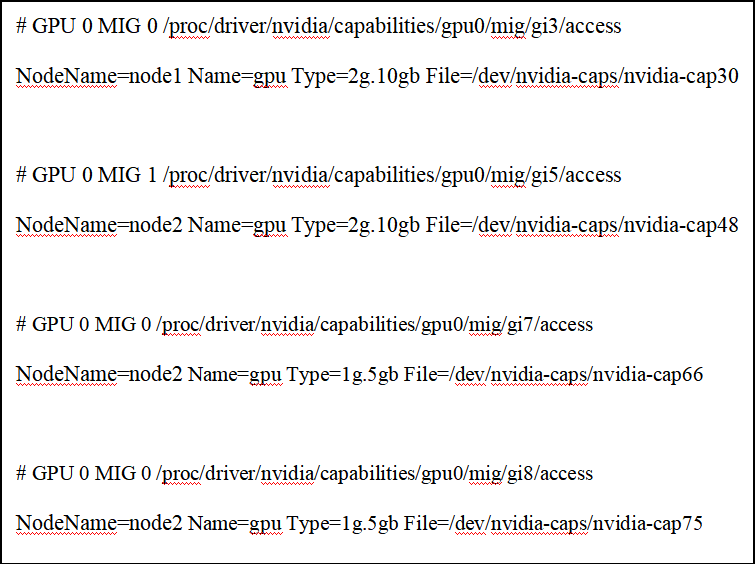 # GPU 0 MIG 0 /proc/driver/nvidia/capabilities/gpu0/mig/gi3/access
NodeName=node1 Name=gpu Type=2g.10gb File=/dev/nvidia-caps/nvidia-cap30
# GPU 0 MIG 1 /proc/driver/nvidia/capabilities/gpu0/mig/gi5/access
NodeName=node2 Name=gpu Type=2g.10gb File=/dev/nvidia-caps/nvidia-cap48
# GPU 0 MIG 0 /proc/driver/nvidia/capabilities/gpu0/mig/gi7/access
NodeName=node2 Name=gpu Type=1g.5gb File=/dev/nvidia-caps/nvidia-cap66
# GPU 0 MIG 0 /proc/driver/nvidia/capabilities/gpu0/mig/gi8/access
NodeName=node2 Name=gpu Type=1g.5gb File=/dev/nvidia-caps/nvidia-cap75